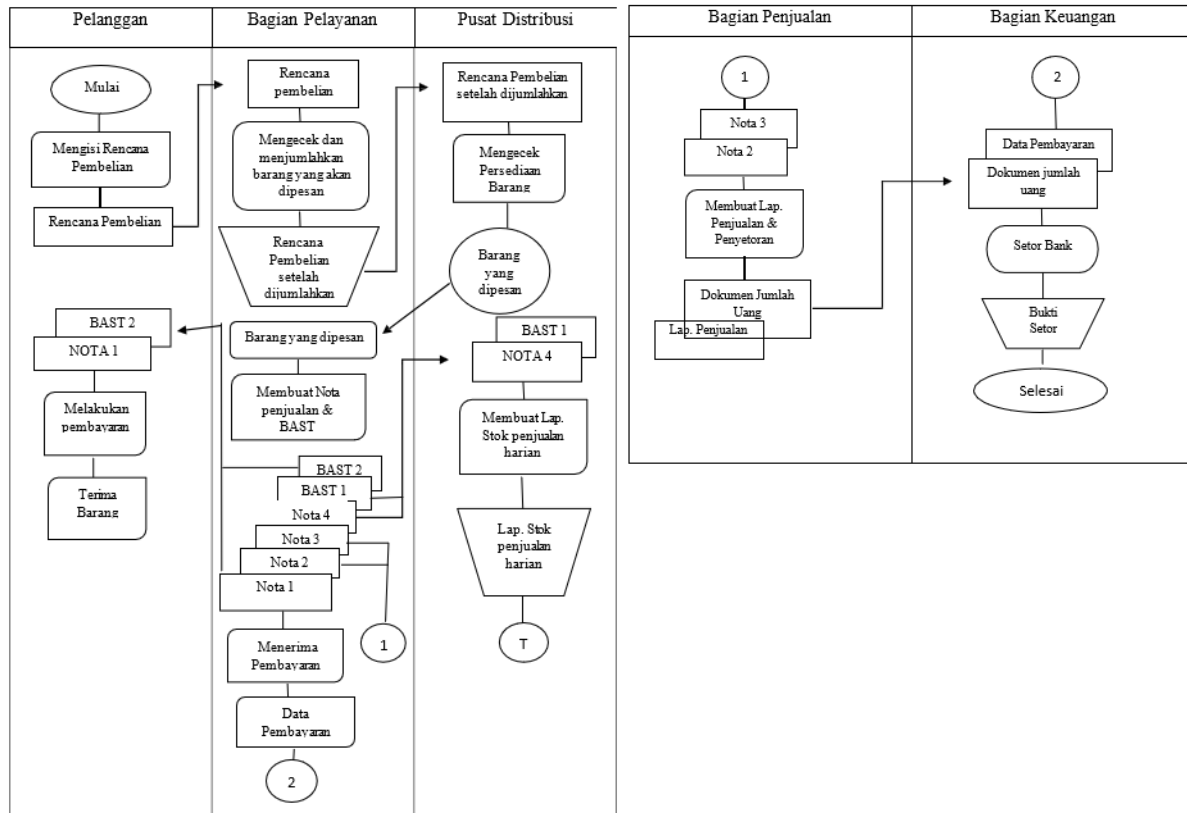 Pelanggan
Bagian Pelayanan
Pusat Distribusi
Mulai
Mengisi Rencana
Pembelian
Rencana Pembelian
BAST 2
NOTA 1
Melakukan
pembayaran
Terima
Barang
Rencana
pembelian
Mengecek dan
menjumlahkan
barang yang akan
dipesan
Rencana
Pembelian
setelah
dijumlahkan
Barang yang dipesan
Membuat Nota
penjualan &
BAST
BAST 2
BAST 1
Nota 4
Nota 3
Nota 2
Nota 1
1
Menerima
Pembayaran
Data
Pembayaran
2
Rencana Pembelian
setelah dijumlahkan
Mengecek
Persediaan
Barang
Barang
yang
dipesan
BAST 1
NOTA 4
Membuat Lap.
Stok penjualan
harian
Lap. Stok
penjualan
harian
T
Bagian Penjualan
Bagian Keuangan
1
Nota 3
Nota 2
Membuat Lap.
Penjualan &
Penyetoran
Dokumen Jumlah
Uang
Lap. Penjualan
2
Data Pembayaran
Dokumen jumlah
uang
Setor Bank
Bukti
Setor
Selesai